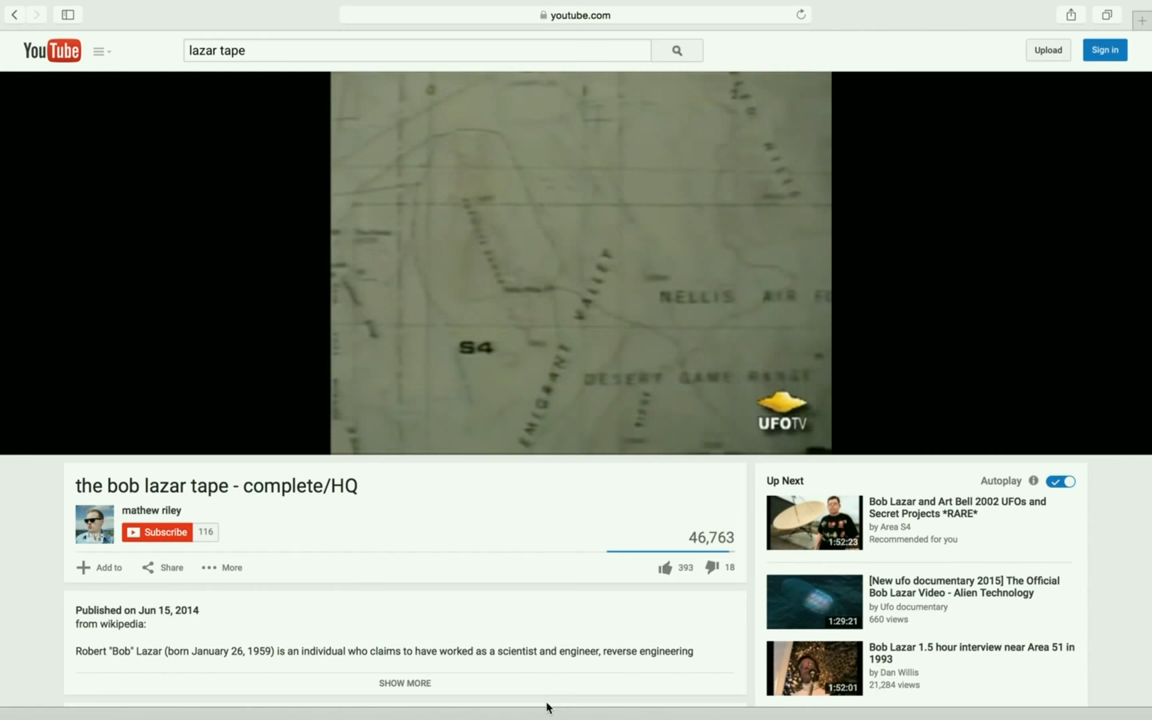 youtube.com
YouTube
lazar tape
Upload
Sign in
HILLS
VALLEY
NELLIS AIR FO
S4
EMIGRANT
DESERT GAME RANGE
UFOTV
the bob lazar tape - complete/HQ
mathew riley
Subscribe 116
46,763
Add to Share More 393 18
Published on Jun 15, 2014
from wikipedia:
Robert "Bob" Lazar (born January 26, 1959) is an individual who claims to have worked as a scientist and engineer, reverse engineering
SHOW MORE
Up Next Autoplay
1:52:23
Bob Lazar and Art Bell 2002 UFOs and
Secret Projects *RARE*
by Area S4
Recommended for you
1:29:21
[New ufo documentary 2015] The Official
Bob Lazar Video - Alien Technology
by Ufo documentary
660 views
1:52:01
Bob Lazar 1.5 hour interview near Area 51 in
1993
by Dan Willis
21,284 views